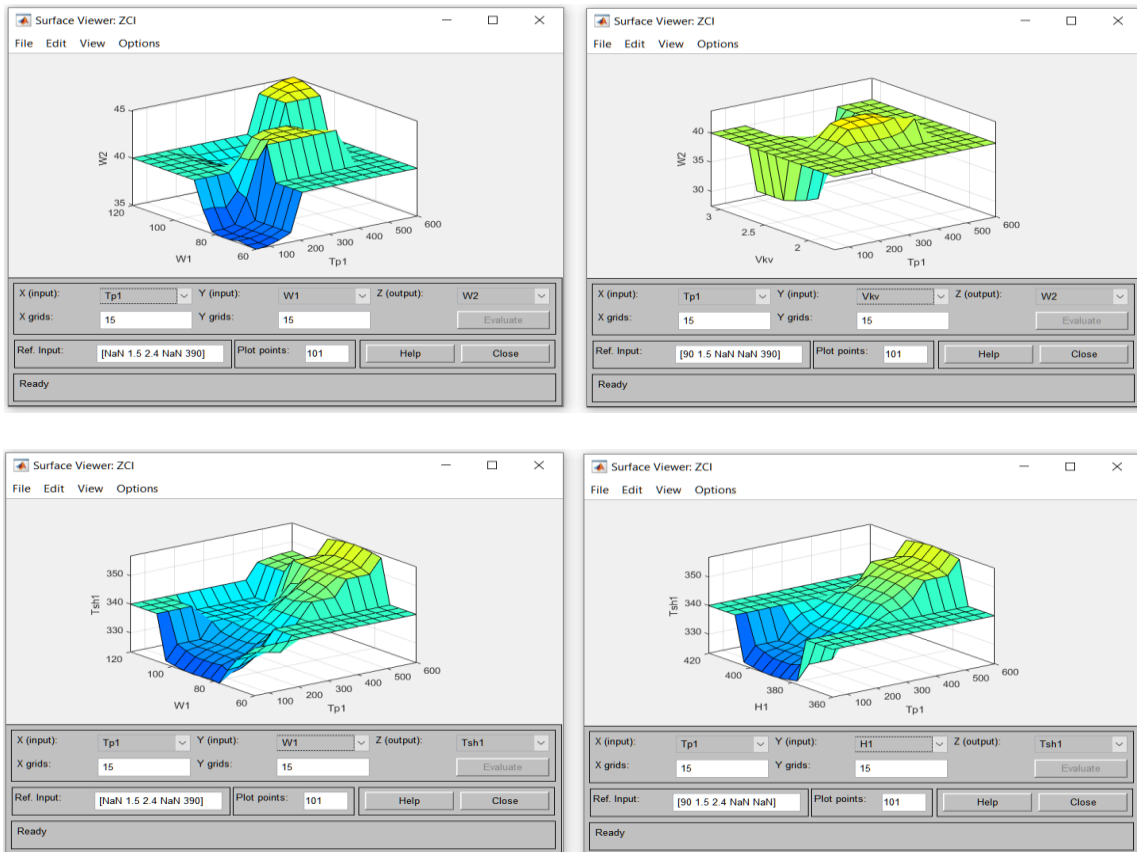 Surface Viewer: ZCI
File Edit View Options
45
40
35
W2
120
100
80
60
W1
100
200
300
400
500
600
Tp1
X (input): Tp1 Y (input): W1 Z (output): W2
X grids: 15 Y grids: 15 Evaluate
Ref. Input: [NaN 1.5 2.4 NaN 390] Plot points: 101 Help Close
Ready
Surface Viewer: ZCI
File Edit View Options
40
35
30
W2
3
2.5
2
Vkv
100
200
300
400
500
600
Tp1
X (input): Tp1 Y (input): Vkv Z (output): W2
X grids: 15 Y grids: 15 Evaluate
Ref. Input: [90 1.5 NaN NaN 390] Plot points: 101 Help Close
Ready
Surface Viewer: ZCI
File Edit View Options
350
340
330
Tsh1
120
100
80
60
W1
100
200
300
400
500
600
Tp1
X (input): Tp1 Y (input): W1 Z (output): Tsh1
X grids: 15 Y grids: 15 Evaluate
Ref. Input: [NaN 1.5 2.4 NaN 390] Plot points: 101 Help Close
Ready
Surface Viewer: ZCI
File Edit View Options
350
340
330
Tsh1
420
400
380
360
H1
100
200
300
400
500
600
Tp1
X (input): Tp1 Y (input): H1 Z (output): Tsh1
X grids: 15 Y grids: 15 Evaluate
Ref. Input: [90 1.5 2.4 NaN NaN] Plot points: 101 Help Close
Ready